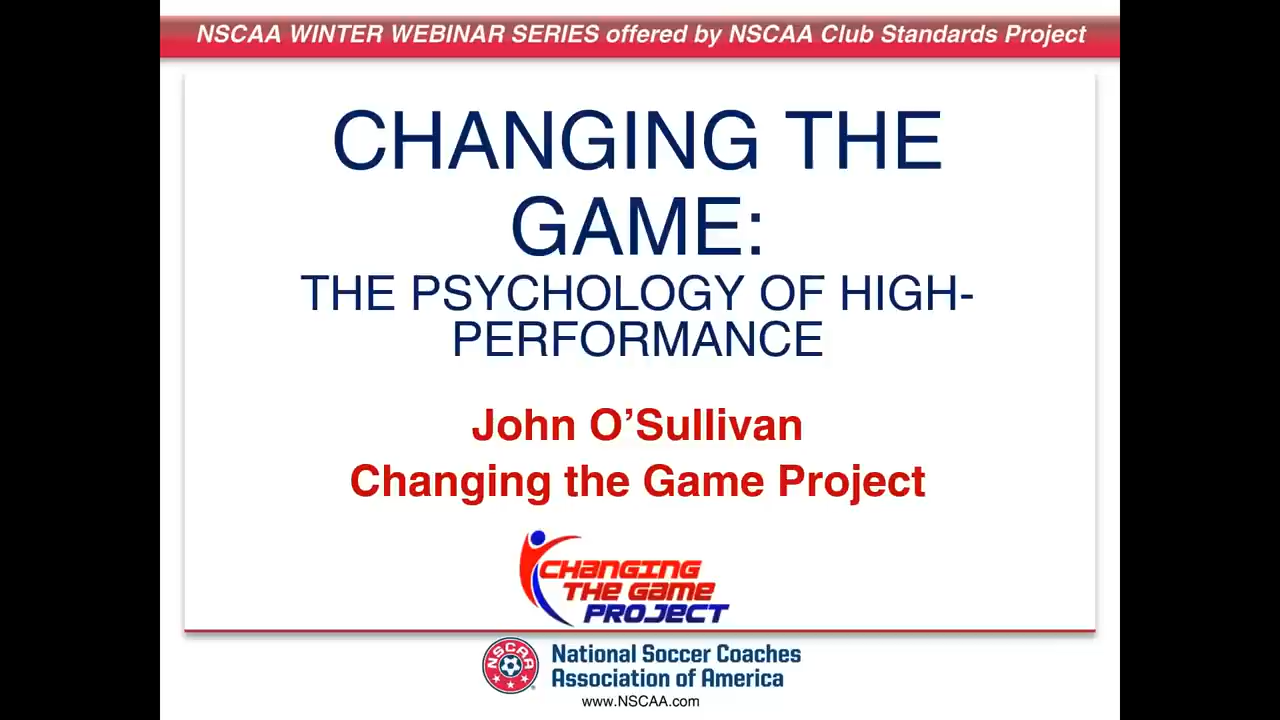 NSCAA WINTER WEBINAR SERIES offered by NSCAA Club Standards Project
CHANGING THE
GAME:
THE PSYCHOLOGY OF HIGH-
PERFORMANCE
John O’Sullivan
Changing the Game Project
CHANGING
THE GAME
PROJECT
NSCAA
National Soccer Coaches
Association of America
www.NSCAA.com